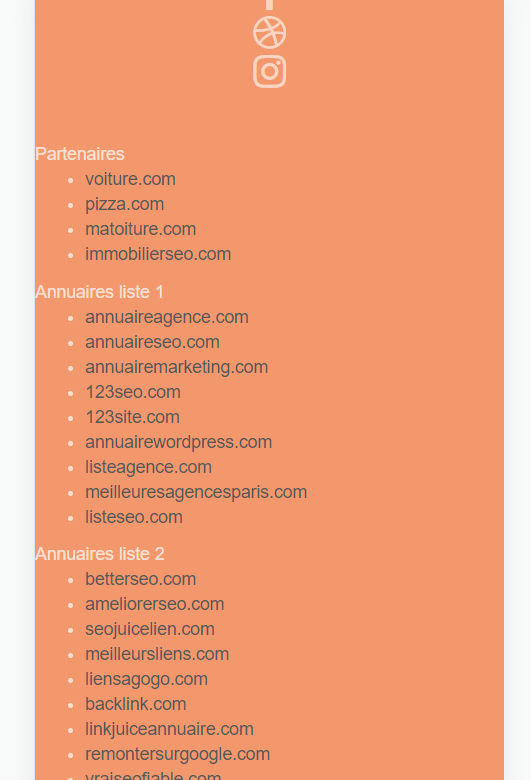 Partenaires
voiture.com
pizza.com
matoiture.com
immobilierseo.com
Annuaires liste 1
annuaireagence.com
annuaireseo.com
annuairemarketing.com
123seo.com
123site.com
annuairewordpress.com
listeagence.com
meilleuresagencesparis.com
listeseo.com
Annuaires liste 2
betterseo.com
ameliorerseo.com
seojuicelien.com
meilleursliens.com
liensagogo.com
backlink.com
linkjuiceannuaire.com
remontersurgoogle.com
vraiseofiable.com